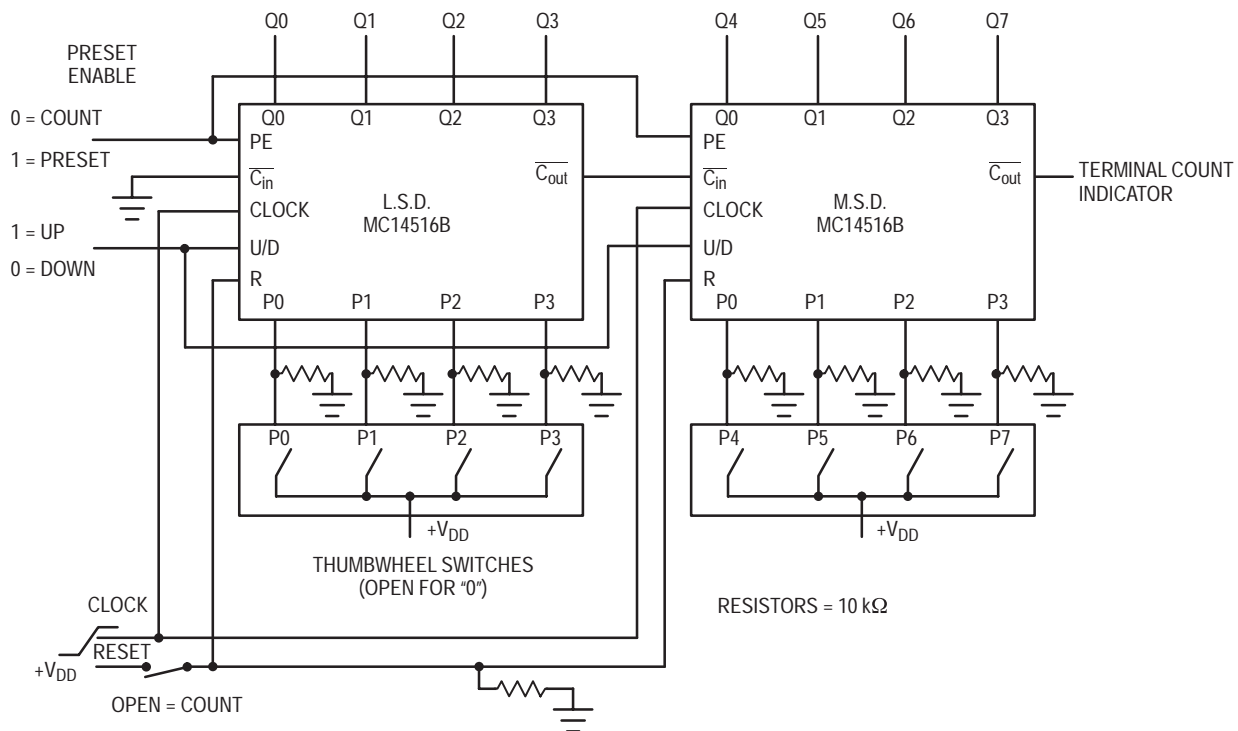 Q0 Q1 Q2 Q3 Q4 Q5 Q6 Q7
PRESET
ENABLE
0 = COUNT
1 = PRESET
1 = UP
0 = DOWN
Q0 Q1 Q2 Q3
PE
C̅i̅n̅
C̅o̅u̅t̅
CLOCK
L.S.D.
MC14516B
U/D
R
P0 P1 P2 P3
Q0 Q1 Q2 Q3
PE
C̅i̅n̅
C̅o̅u̅t̅
CLOCK
M.S.D.
MC14516B
U/D
R
P0 P1 P2 P3
TERMINAL COUNT
INDICATOR
P0 P1 P2 P3
+VDD
P4 P5 P6 P7
+VDD
THUMBWHEEL SWITCHES
(OPEN FOR “0”)
RESISTORS = 10 kΩ
CLOCK
RESET
+VDD
OPEN = COUNT